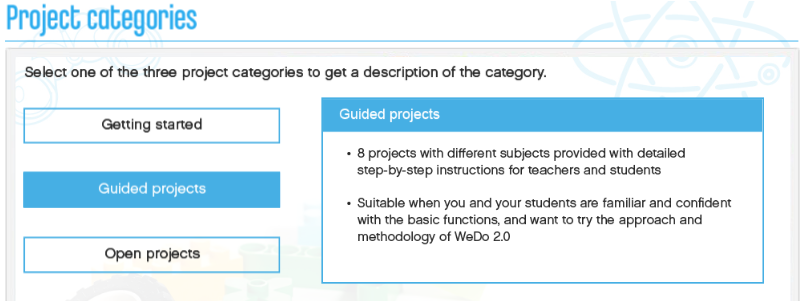 Project categories
Select one of the three project categories to get a description of the category.
Getting started
Guided projects
Open projects
Guided projects
• 8 projects with different subjects provided with detailed
step-by-step instructions for teachers and students
• Suitable when you and your students are familiar and confident
with the basic functions, and want to try the approach and
methodology of WeDo 2.0